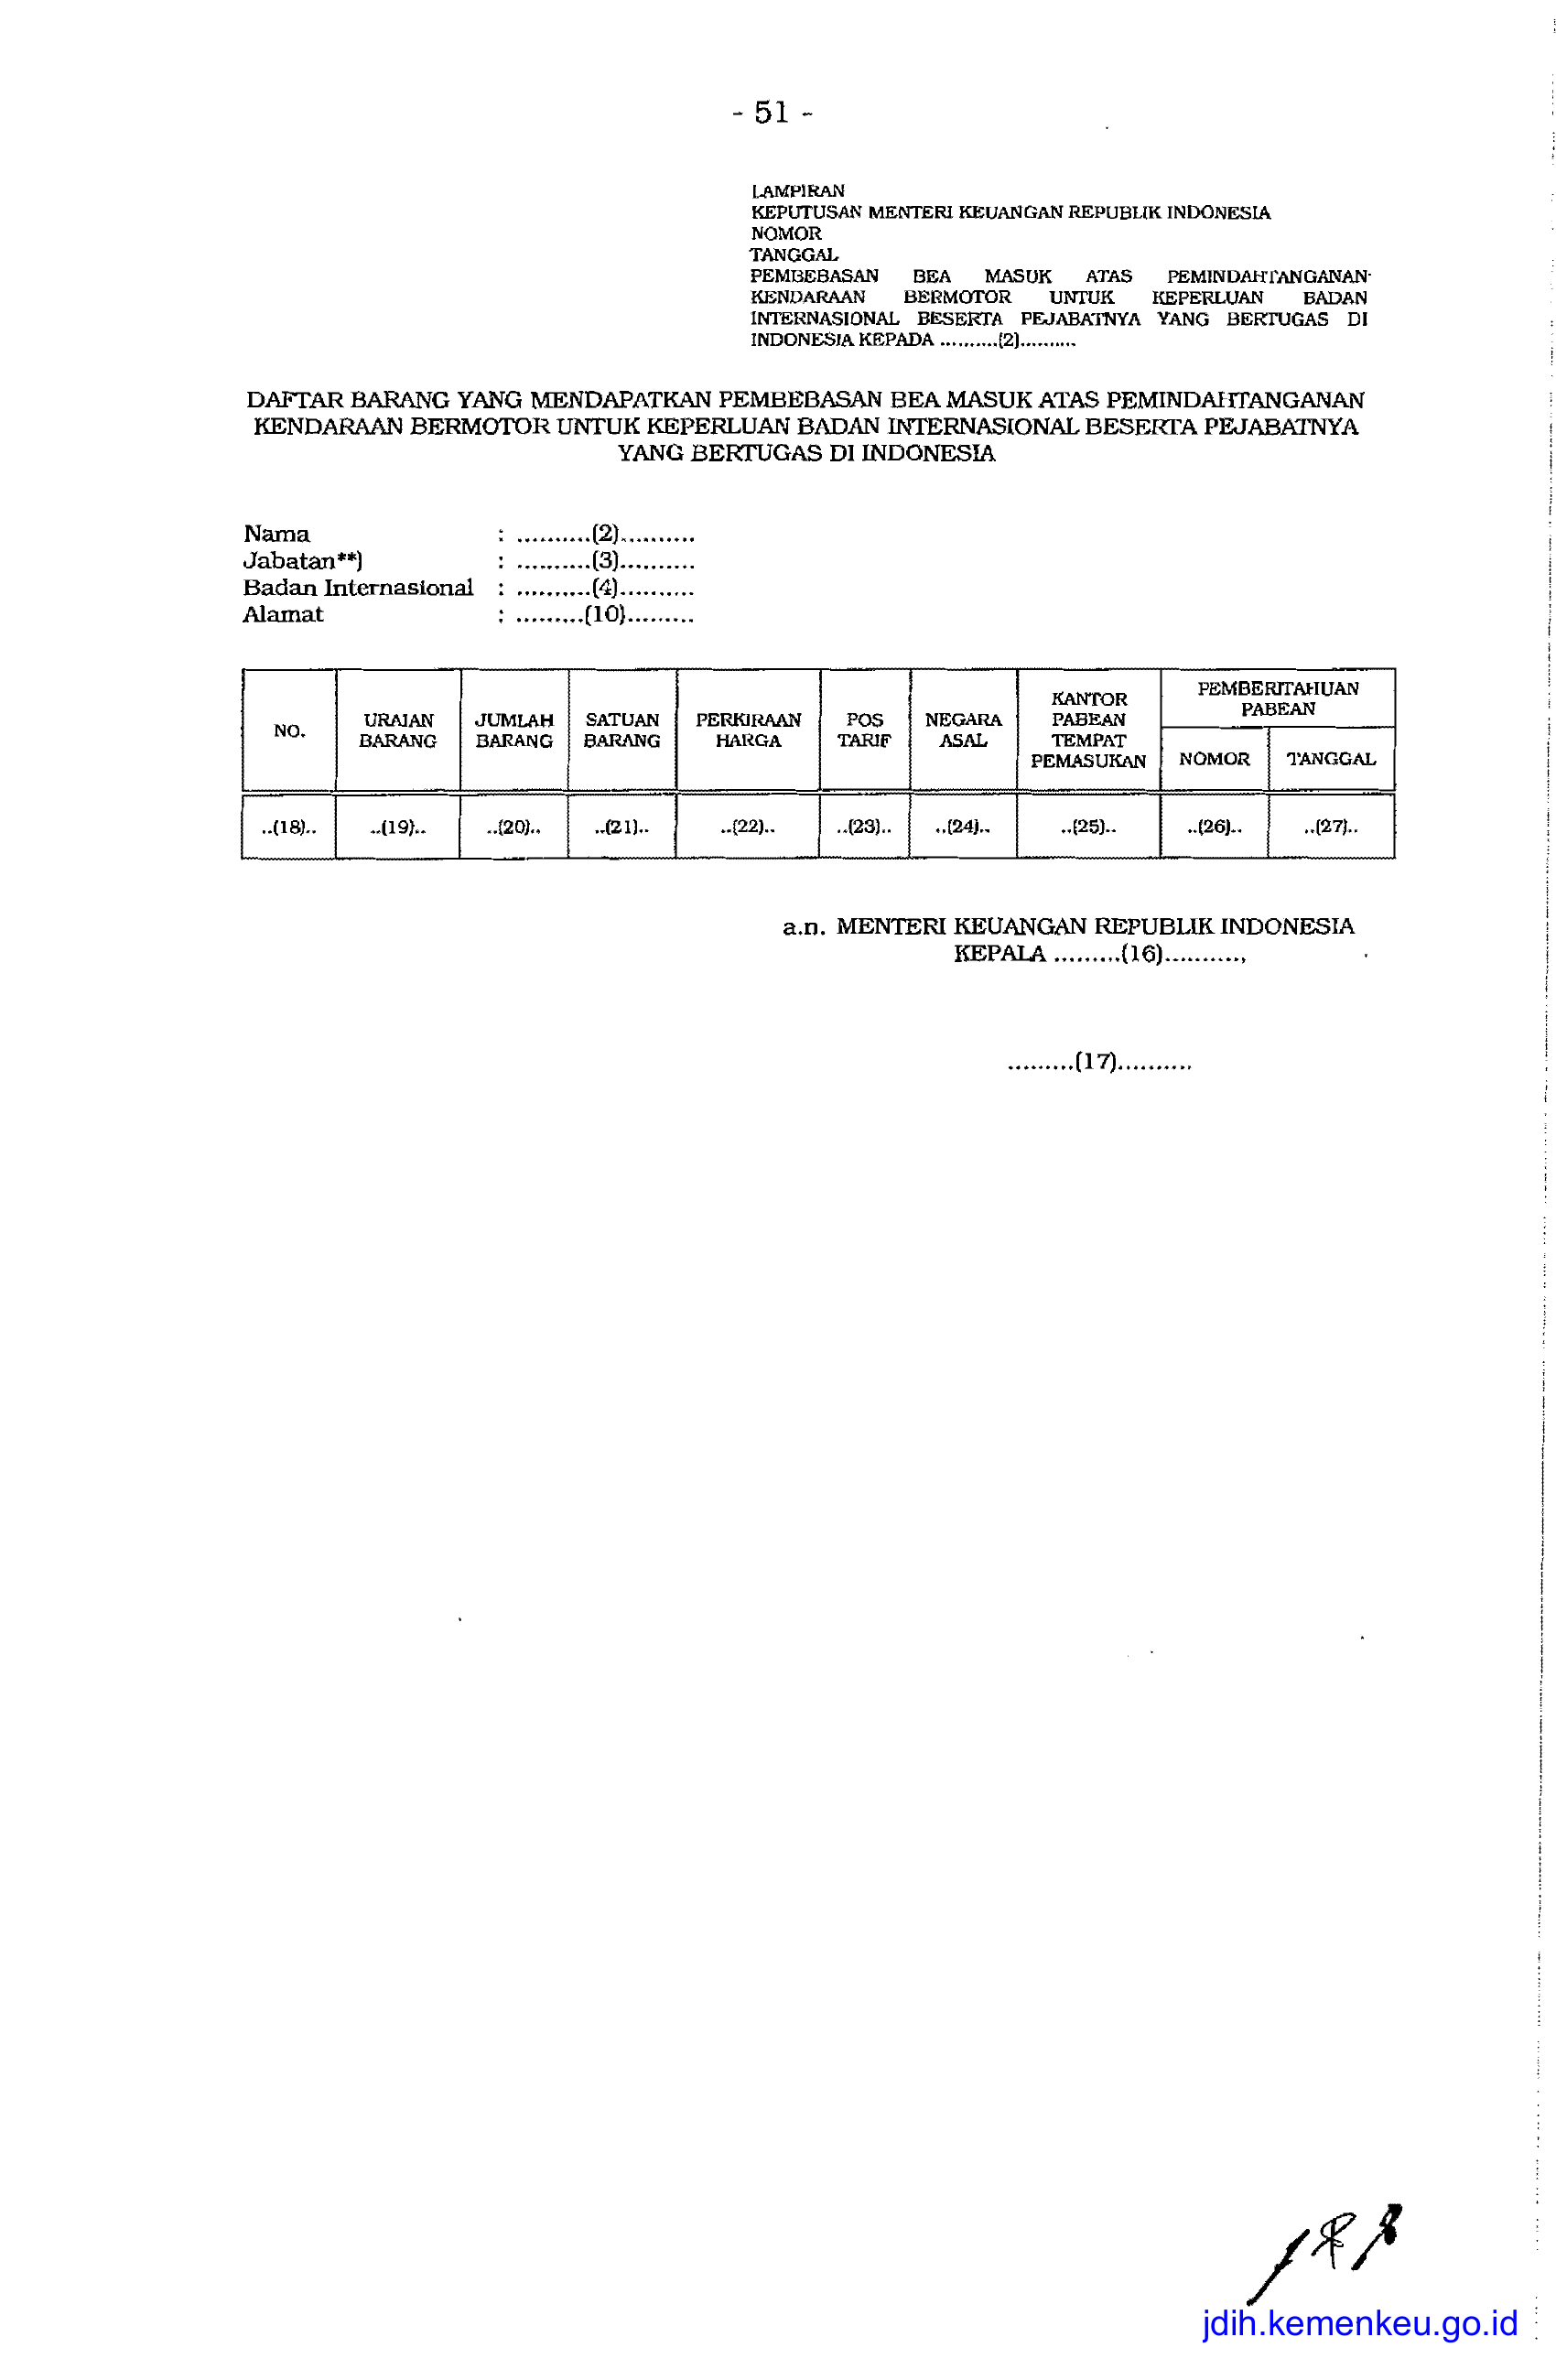 - 51 -
LAMPIRAN
KEPUTUSAN MENTERI KEUANGAN REPUBLIK INDONESIA
NOMOR
TANGGAL
PEMBEBASAN BEA MASUK ATAS PEMINDAHTANGANAN
KENDARAAN BERMOTOR UNTUK KEPERLUAN BADAN
INTERNASIONAL BESERTA PEJABATNYA YANG BERTUGAS DI
INDONESIA KEPADA ..........(2)..........
DAFTAR BARANG YANG MENDAPATKAN PEMBEBASAN BEA MASUK ATAS PEMINDAHTANGANAN
KENDARAAN BERMOTOR UNTUK KEPERLUAN BADAN INTERNASIONAL BESERTA PEJABATNYA
YANG BERTUGAS DI INDONESIA
Nama : ..........(2)..........
Jabatan**) : ..........(3)..........
Badan Internasional : ..........(4)..........
Alamat : .........(10).........
NO.
URAIAN
BARANG
JUMLAH
BARANG
SATUAN
BARANG
PERKIRAAN
HARGA
POS
TARIF
NEGARA
ASAL
KANTOR
PABEAN
TEMPAT
PEMASUKAN
PEMBERITAHUAN
PABEAN
NOMOR TANGGAL
..(18).. ..(19).. ..(20).. ..(21).. ..(22).. ..(23).. ..(24).. ..(25).. ..(26).. ..(27)..
a.n. MENTERI KEUANGAN REPUBLIK INDONESIA
KEPALA .........(16)..........,
.........(17)..........
jdih.kemenkeu.go.id